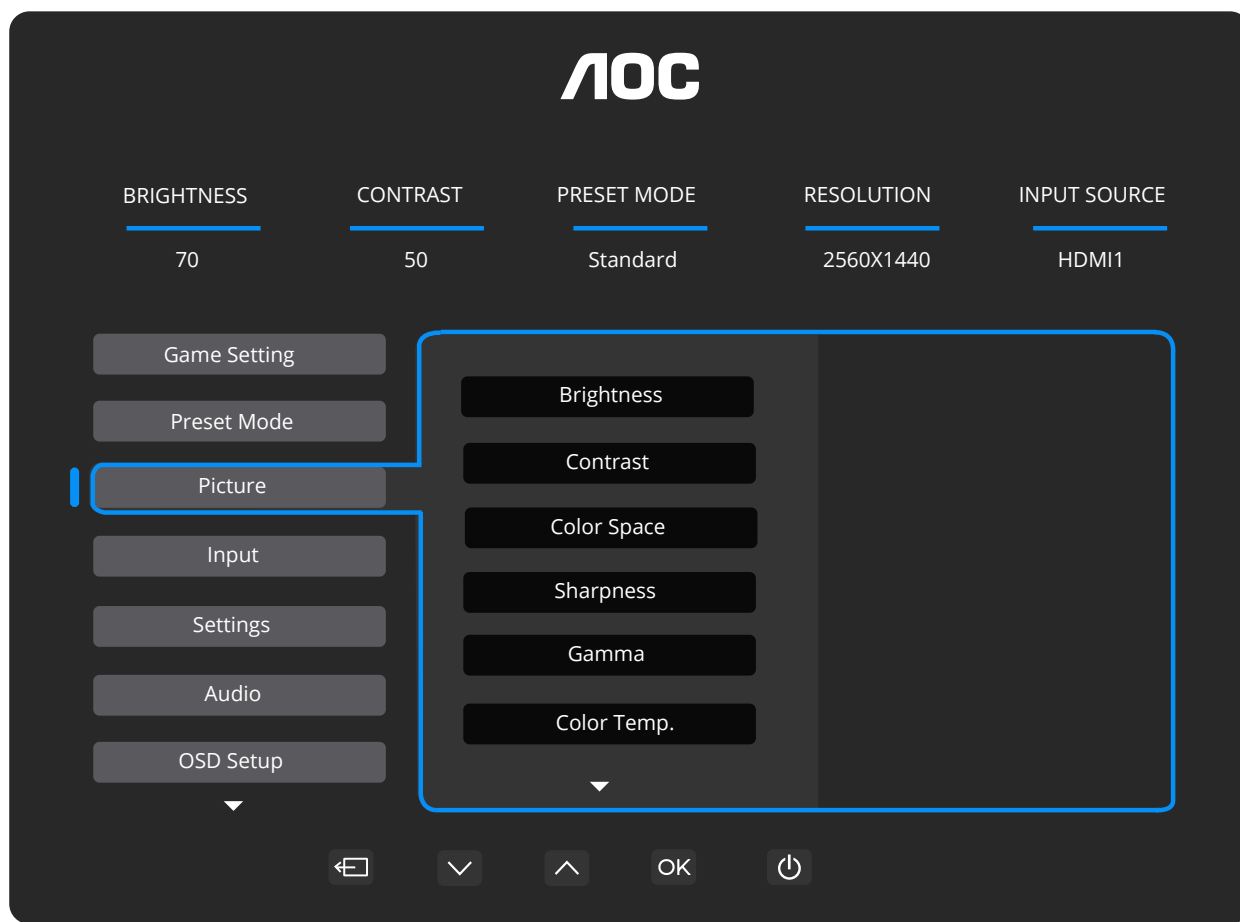 AOC
BRIGHTNESS CONTRAST PRESET MODE RESOLUTION INPUT SOURCE
70 50 Standard 2560X1440 HDMI1
Game Setting
Preset Mode
Picture
Input
Settings
Audio
OSD Setup
Brightness
Contrast
Color Space
Sharpness
Gamma
Color Temp.
OK